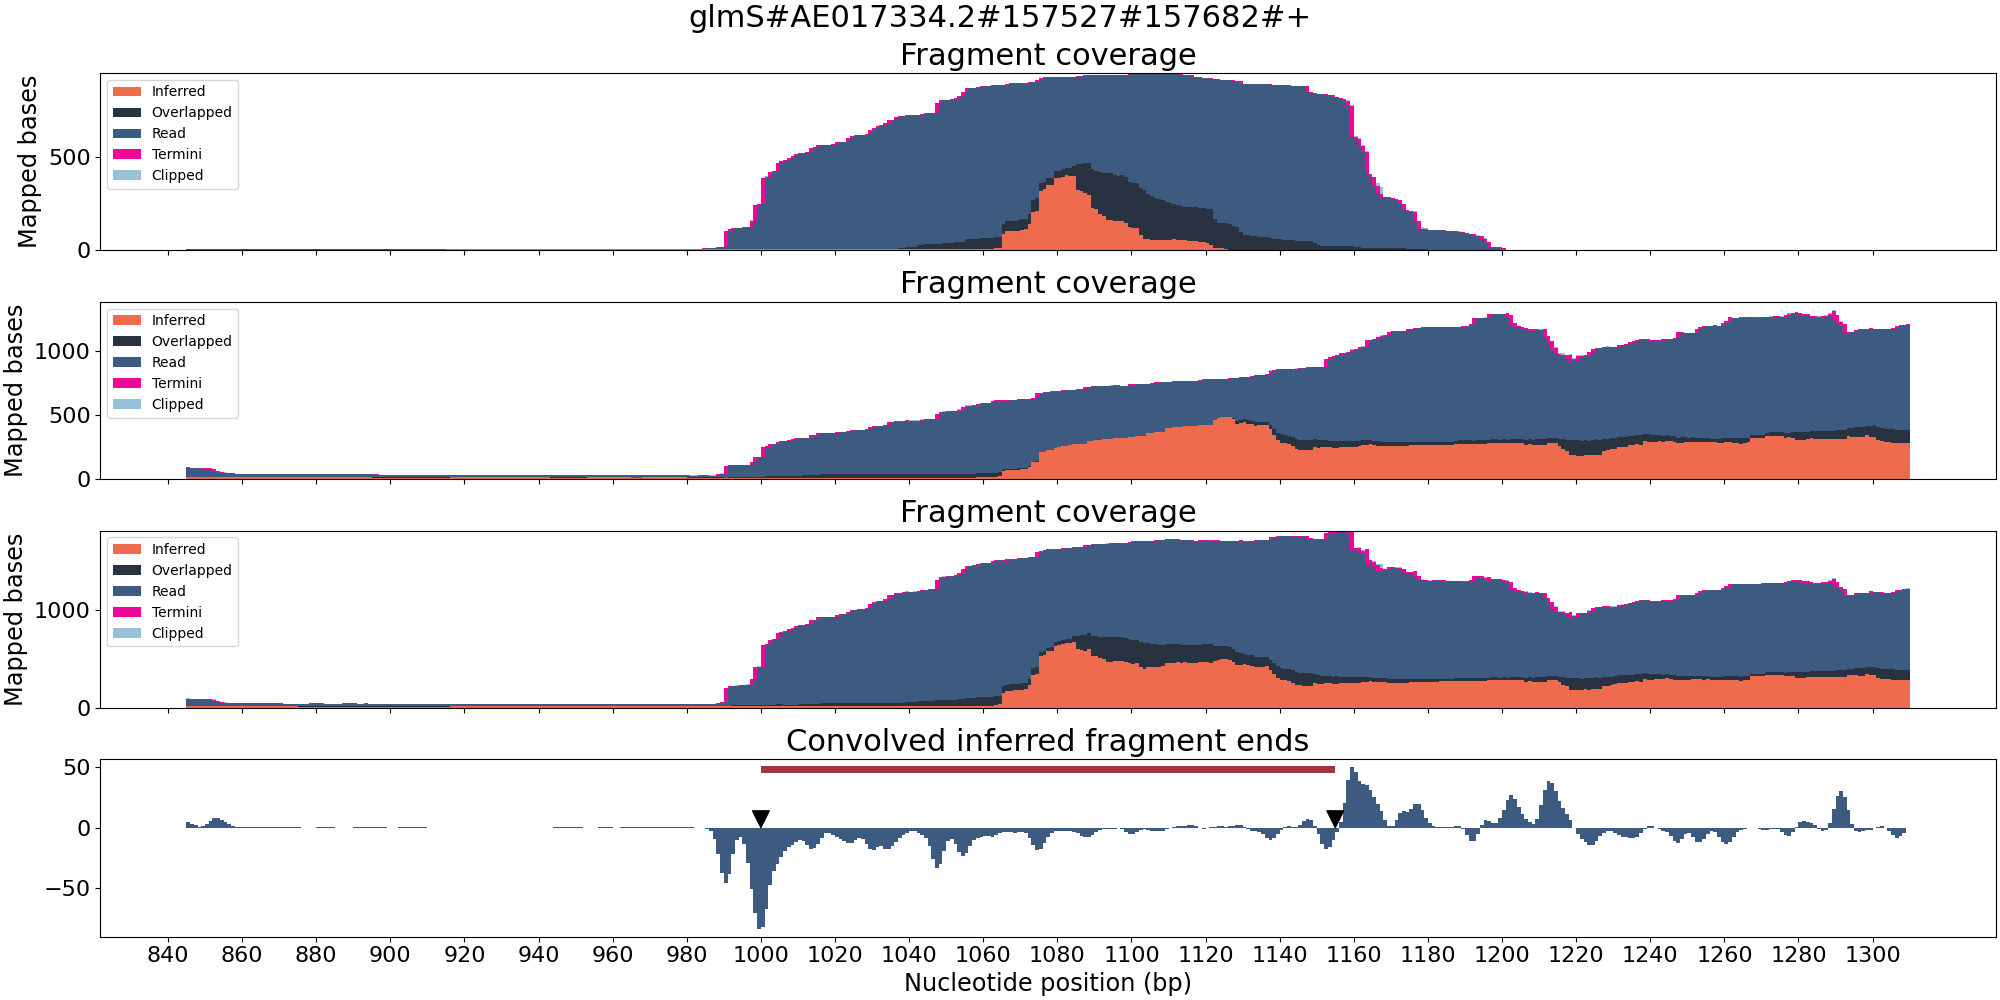 glmS#AE017334.2#157527#157682#+
Fragment coverage
Mapped bases
500
0
Inferred
Overlapped
Read
Termini
Clipped
Fragment coverage
Mapped bases
1000
500
0
Inferred
Overlapped
Read
Termini
Clipped
Fragment coverage
Mapped bases
1000
0
Inferred
Overlapped
Read
Termini
Clipped
Convolved inferred fragment ends
50
0
−50
840 860 880 900 920 940 960 980 1000 1020 1040 1060 1080 1100 1120 1140 1160 1180 1200 1220 1240 1260 1280 1300
Nucleotide position (bp)